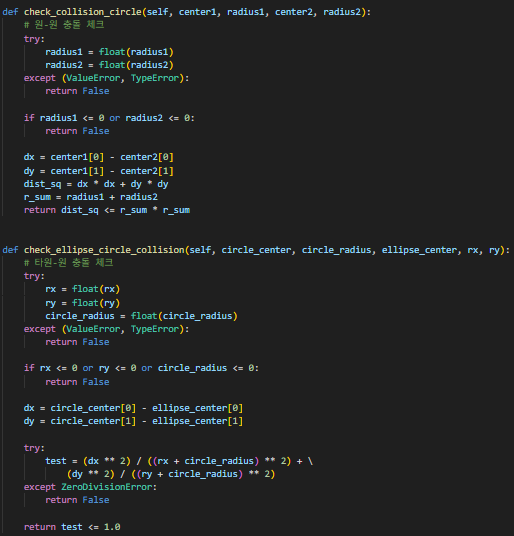 def check_collision_circle(self, center1, radius1, center2, radius2):
# 원-원 충돌 체크
try:
radius1 = float(radius1)
radius2 = float(radius2)
except (ValueError, TypeError):
return False
if radius1 <= 0 or radius2 <= 0:
return False
dx = center1[0] - center2[0]
dy = center1[1] - center2[1]
dist_sq = dx * dx + dy * dy
r_sum = radius1 + radius2
return dist_sq <= r_sum * r_sum
def check_ellipse_circle_collision(self, circle_center, circle_radius, ellipse_center, rx, ry):
# 타원-원 충돌 체크
try:
rx = float(rx)
ry = float(ry)
circle_radius = float(circle_radius)
except (ValueError, TypeError):
return False
if rx <= 0 or ry <= 0 or circle_radius <= 0:
return False
dx = circle_center[0] - ellipse_center[0]
dy = circle_center[1] - ellipse_center[1]
try:
test = (dx ** 2) / ((rx + circle_radius) ** 2) + \
(dy ** 2) / ((ry + circle_radius) ** 2)
except ZeroDivisionError:
return False
return test <= 1.0